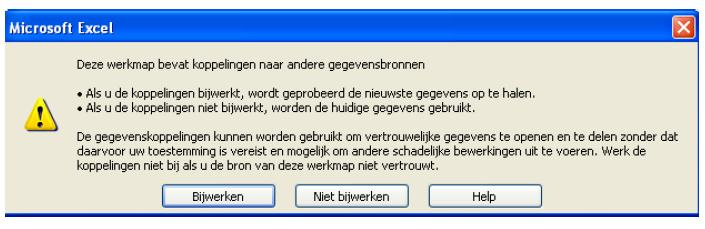 Microsoft Excel
Deze werkmap bevat koppelingen naar andere gegevensbronnen
• Als u de koppelingen bijwerkt, wordt geprobeerd de nieuwste gegevens op te halen.
• Als u de koppelingen niet bijwerkt, worden de huidige gegevens gebruikt.
De gegevenskoppelingen kunnen worden gebruikt om vertrouwelijke gegevens te openen en te delen zonder dat
daarvoor uw toestemming is vereist en mogelijk om andere schadelijke bewerkingen uit te voeren. Werk de
koppelingen niet bij als u de bron van deze werkmap niet vertrouwt.
Bijwerken
Niet bijwerken
Help